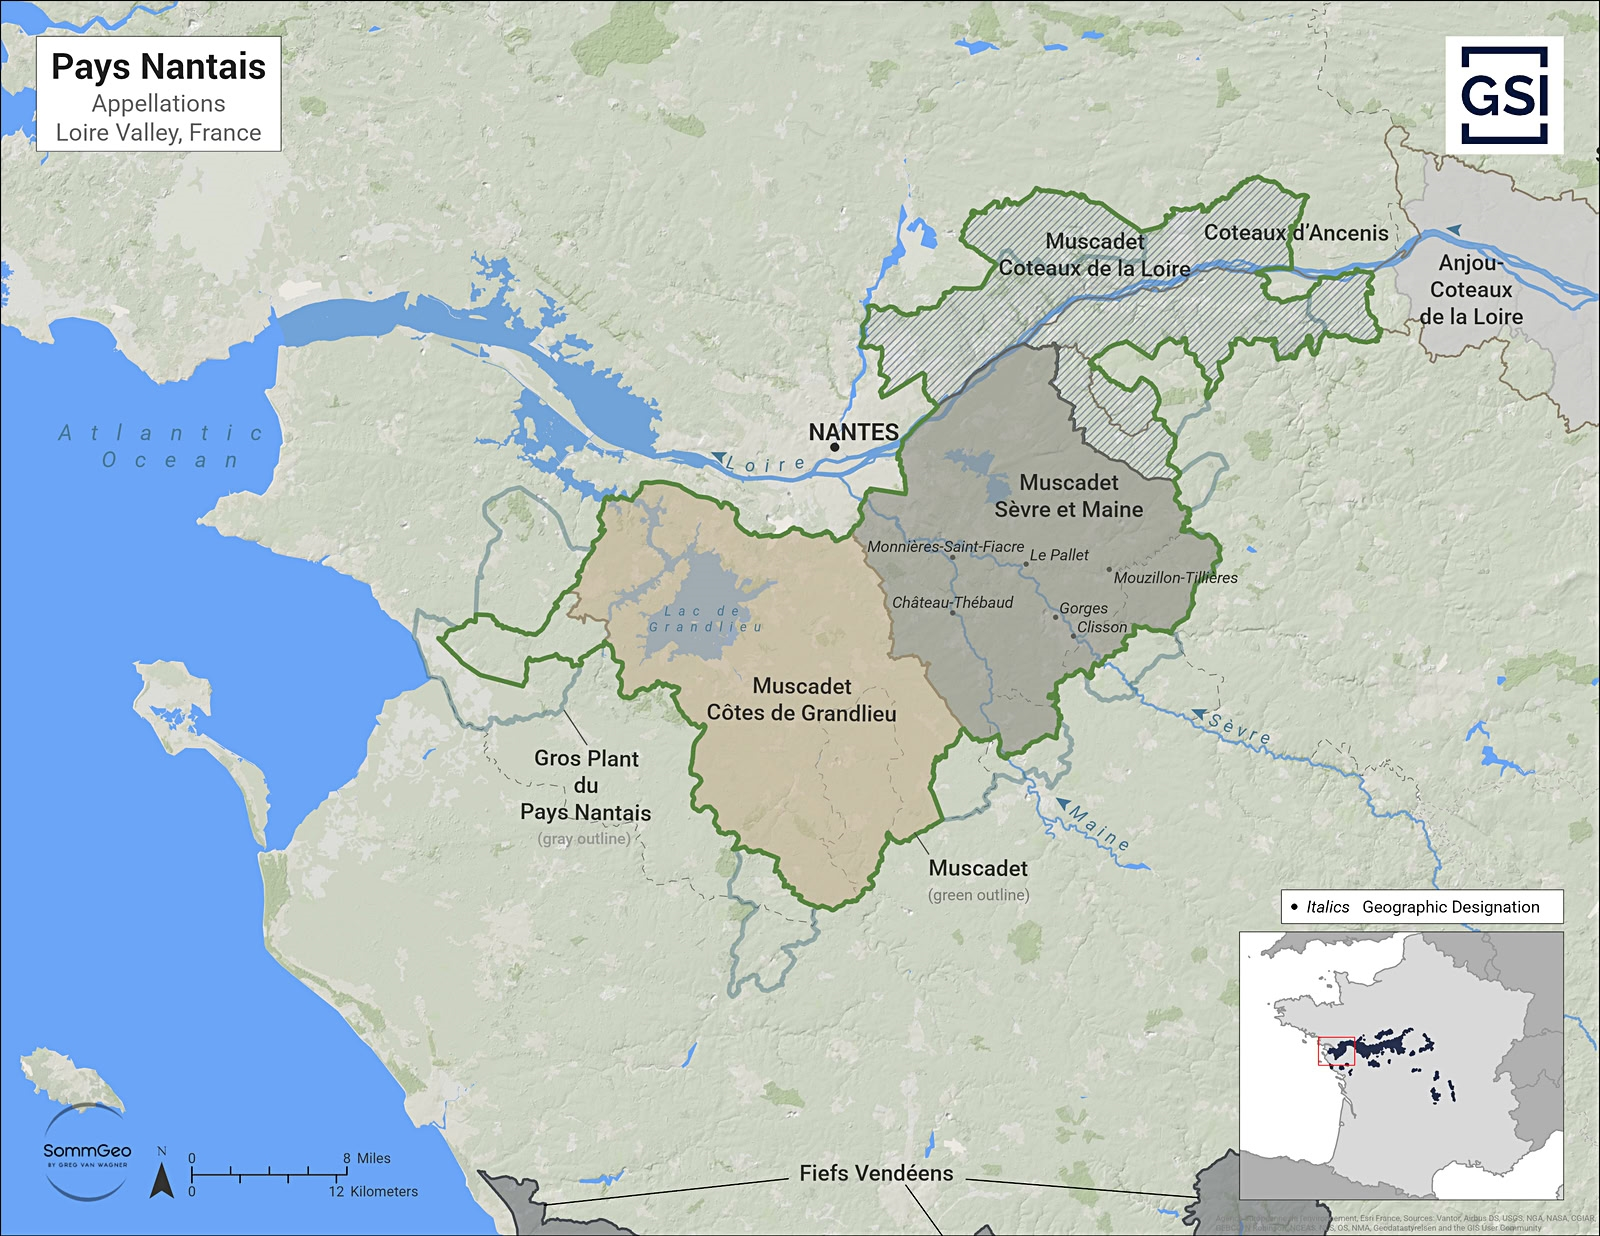 Pays Nantais
Appellations
Loire Valley, France
GSI
Muscadet
Coteaux de la Loire
Coteaux d'Ancenis
Anjou-
Coteaux
de la Loire
Atlantic
Ocean
NANTES
Loire
Muscadet
Sèvre et Maine
Monnières-Saint-Fiacre
Le Pallet
Mouzillon-Tillières
Château-Thébaud
Gorges
Clisson
Lac de
Grandlieu
Muscadet
Côtes de Grandlieu
Sèvre
Gros Plant
du
Pays Nantais
(gray outline)
Maine
Muscadet
(green outline)
Italics Geographic Designation
SommGeo
BY GREG VAN WAGNER
N
0 8 Miles
0 12 Kilometers
Fiefs Vendéens